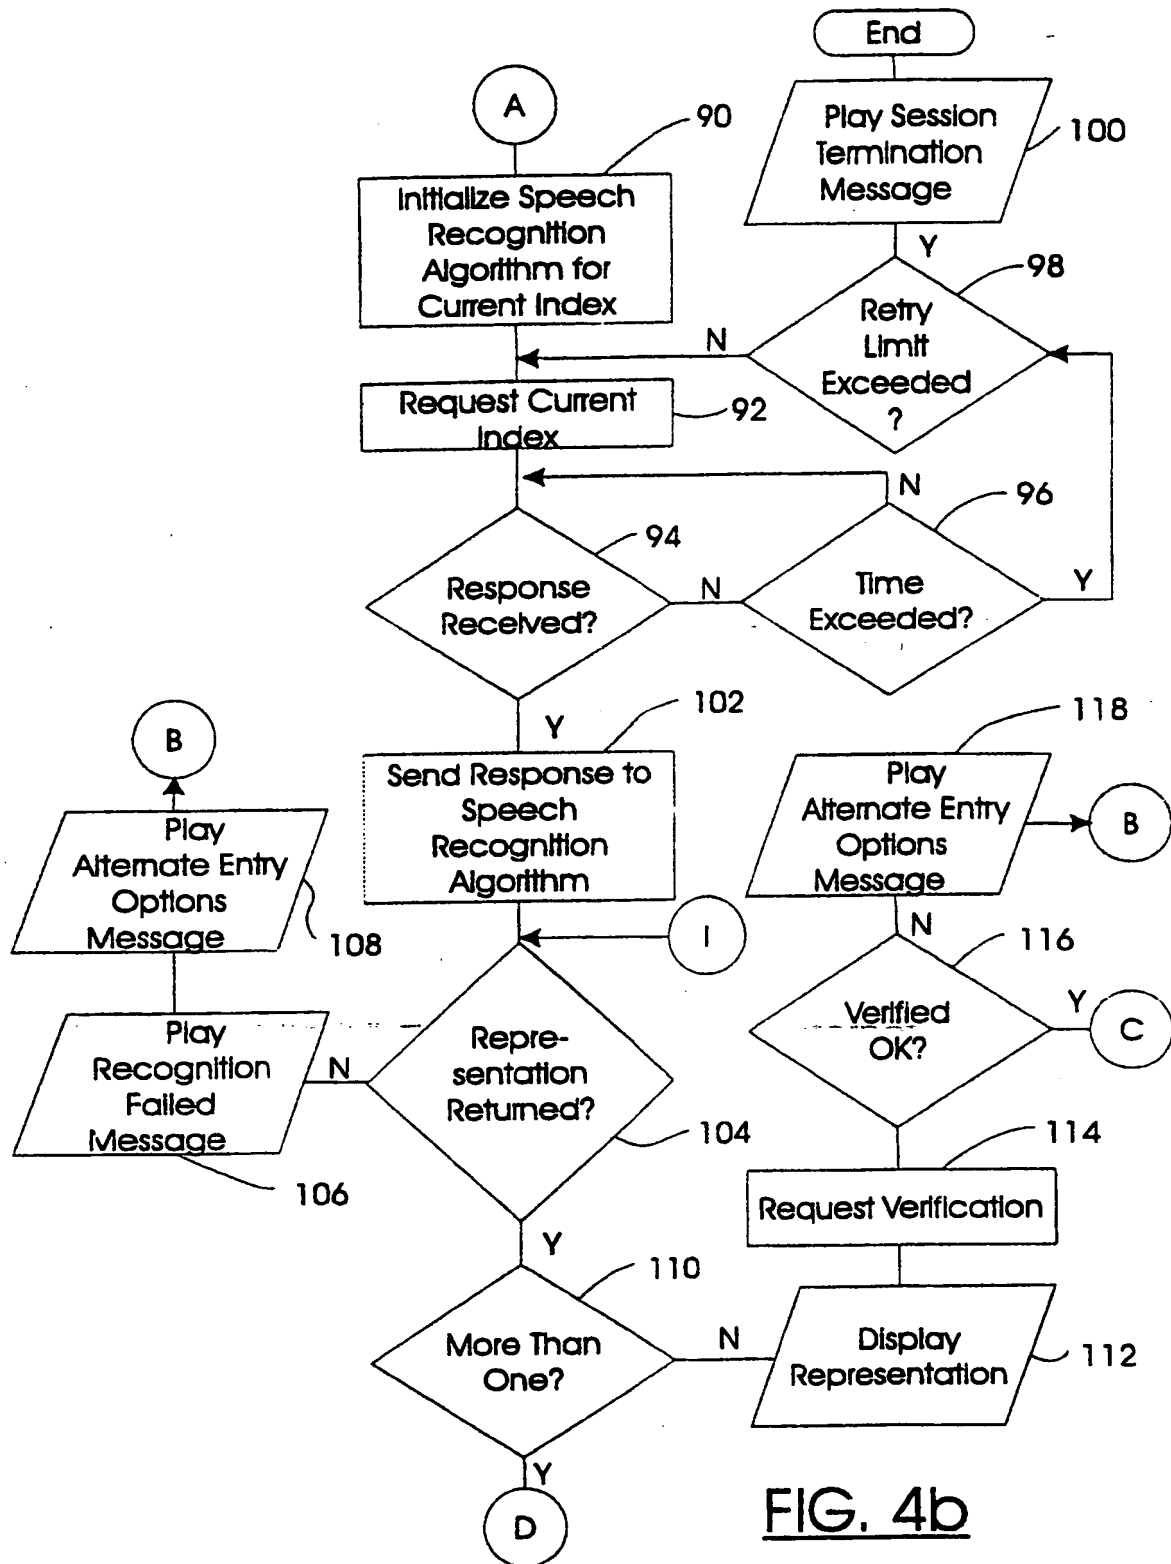 End
A
90
Play Session
Termination
Message
100
Initialize Speech
Recognition
Algorithm for
Current Index
Y
98
Retry
Limit
Exceeded
?
N
Request Current
Index
92
N
96
94
Response
Received?
N
Time
Exceeded?
Y
Y
102
118
B
Send Response to
Speech
Recognition
Algorithm
Play
Alternate Entry
Options
Message
B
Play
Alternate Entry
Options
Message
108
I
N
116
Verified
OK?
Y
C
Play
Recognition
Failed
Message
N
Repre-
sentation
Returned?
104
106
114
Request Verification
Y
110
More Than
One?
N
Display
Representation
112
Y
D
FIG. 4b